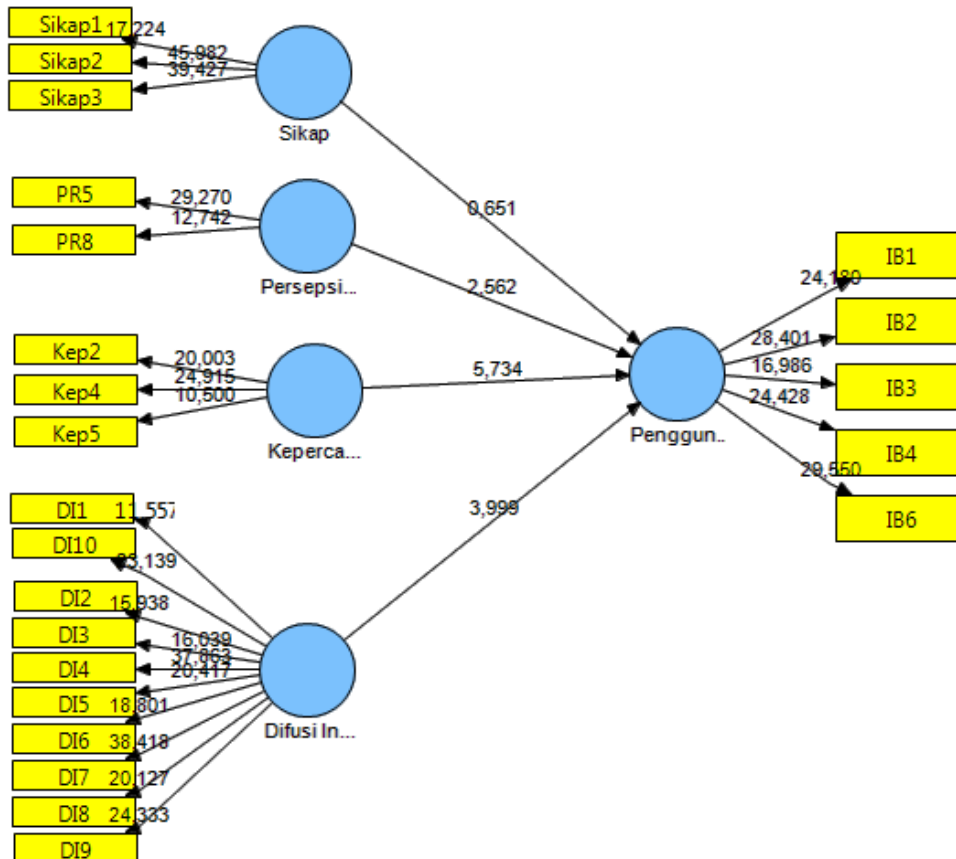 Sikap1
17,224
Sikap2
45,982
Sikap3
39,427
Sikap
0,651
PR5
29,270
PR8
12,742
Persepsi...
2,562
Kep2
20,003
Kep4
24,915
Kep5
10,500
Keperca...
5,734
DI1
11,557
DI10
DI2
15,938
DI3
16,039
DI4
37,663
DI5
20,417
18,801
DI6
38,418
DI7
20,127
DI8
24,333
DI9
Difusi In...
3,999
Penggun..
IB1
24,180
IB2
28,401
IB3
16,986
IB4
24,428
IB6
29,550